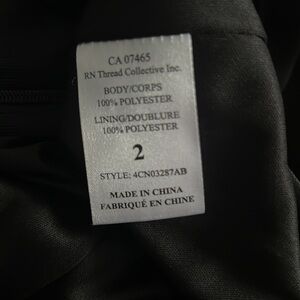 CA 07465
RN Thread Collective Inc.
BODY/CORPS
100% POLYESTER
LINING/DOUBLURE
100% POLYESTER
2
STYLE: 4CN03287AB
MADE IN CHINA
FABRIQUÉ EN CHINE